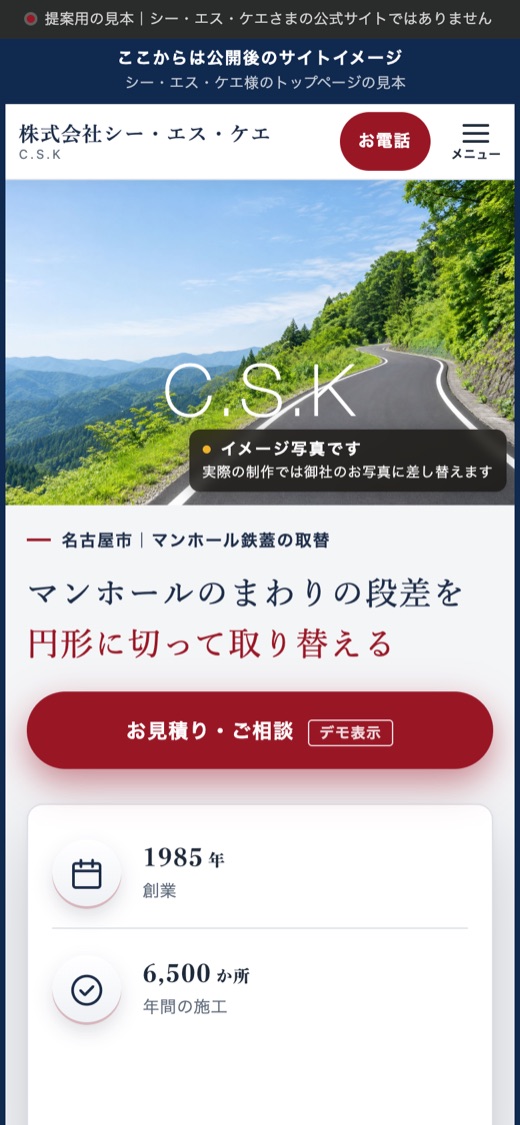 提案用の見本｜シー・エス・ケエさまの公式サイトではありません
ここからは公開後のサイトイメージ
シー・エス・ケエ様のトップページの見本
株式会社シー・エス・ケエ
C.S.K
お電話
メニュー
C.S.K
イメージ写真です
実際の制作では御社のお写真に差し替えます
名古屋市｜マンホール鉄蓋の取替
マンホールのまわりの段差を
円形に切って取り替える
お見積り・ご相談 デモ表示
1985 年
創業
6,500 か所
年間の施工